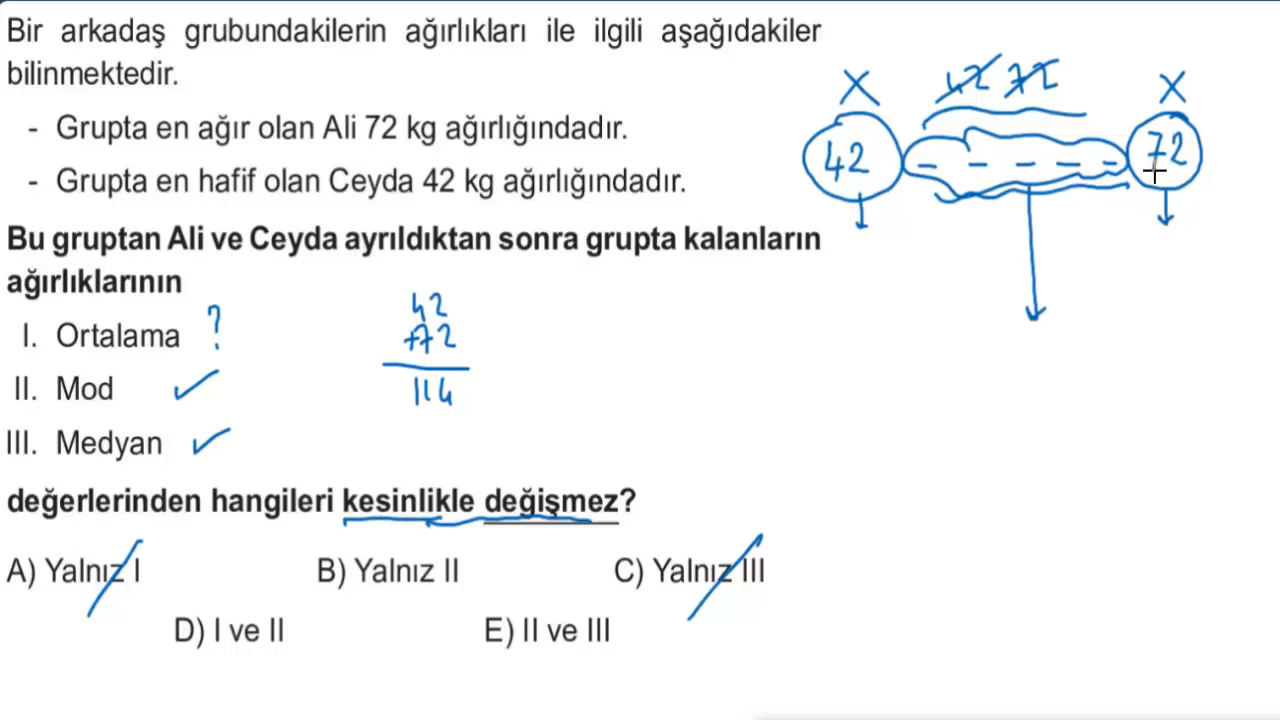 Bir arkadaş grubundakilerin ağırlıkları ile ilgili aşağıdakiler
bilinmektedir.
- Grupta en ağır olan Ali 72 kg ağırlığındadır.
- Grupta en hafif olan Ceyda 42 kg ağırlığındadır.
Bu gruptan Ali ve Ceyda ayrıldıktan sonra grupta kalanların
ağırlıklarının
I. Ortalama ?
II. Mod ✓
III. Medyan ✓
değerlerinden hangileri kesinlikle değişmez?
A) Yalnız I B) Yalnız II C) Yalnız III
D) I ve II E) II ve III
X 42 72 X
42 - - - - - 72
42
+72
114